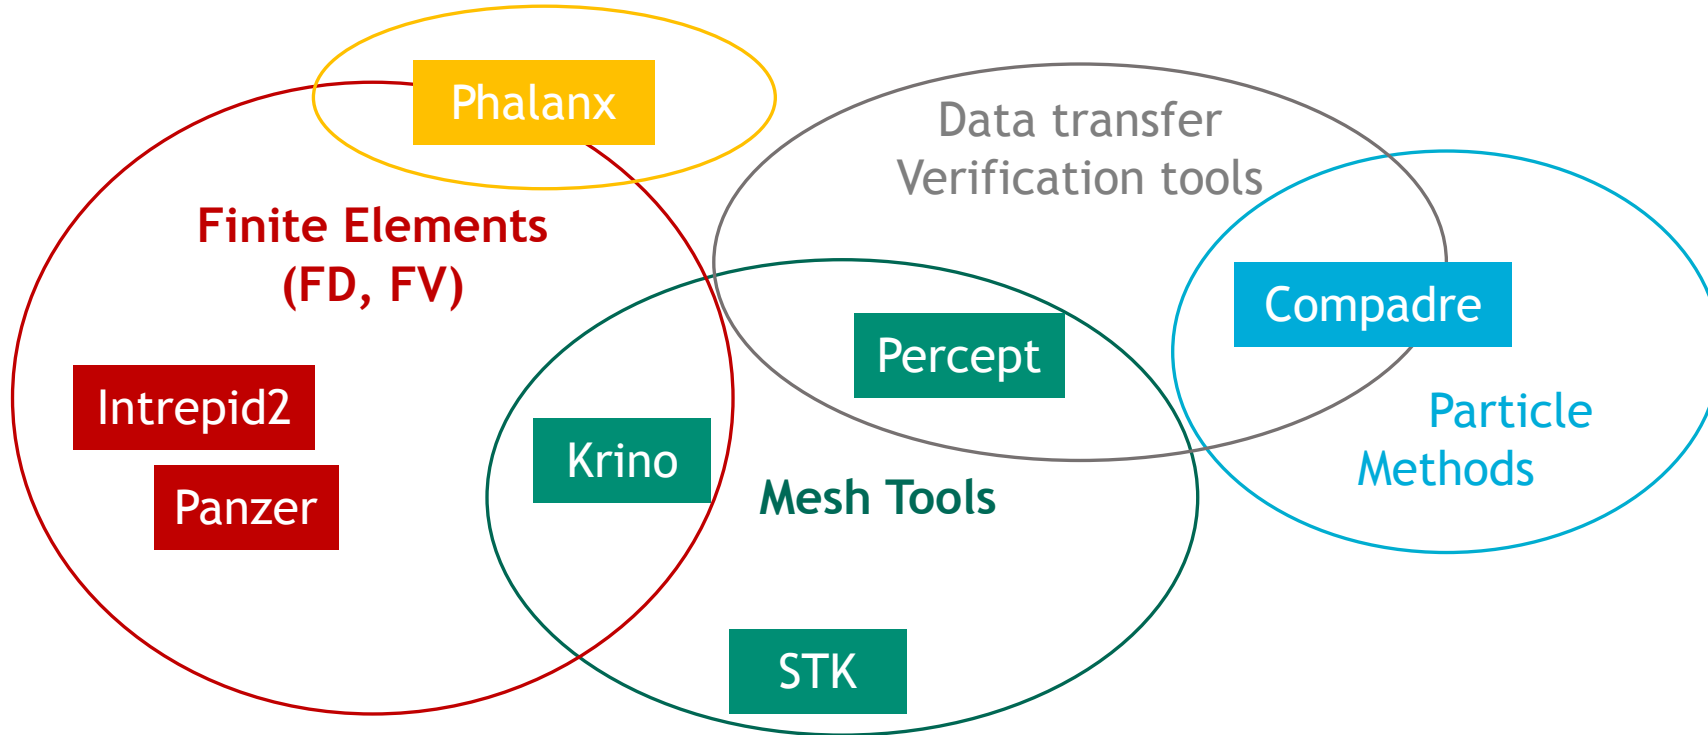 Phalanx
Data transfer
Verification tools
Finite Elements
(FD, FV)
Compadre
Percept
Intrepid2
Particle
Methods
Krino
Mesh Tools
Panzer
STK